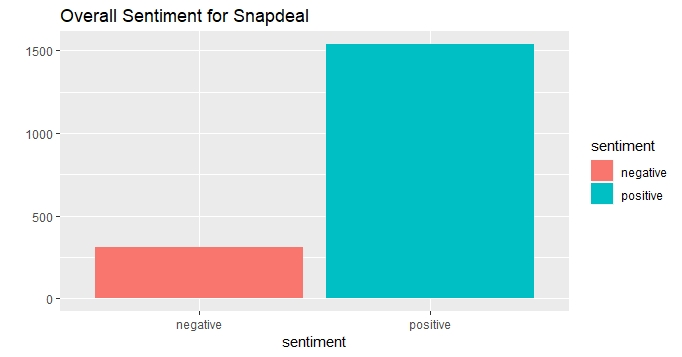 Overall Sentiment for Snapdeal
1500
1000
500
0
negative
positive
sentiment
sentiment
negative
positive